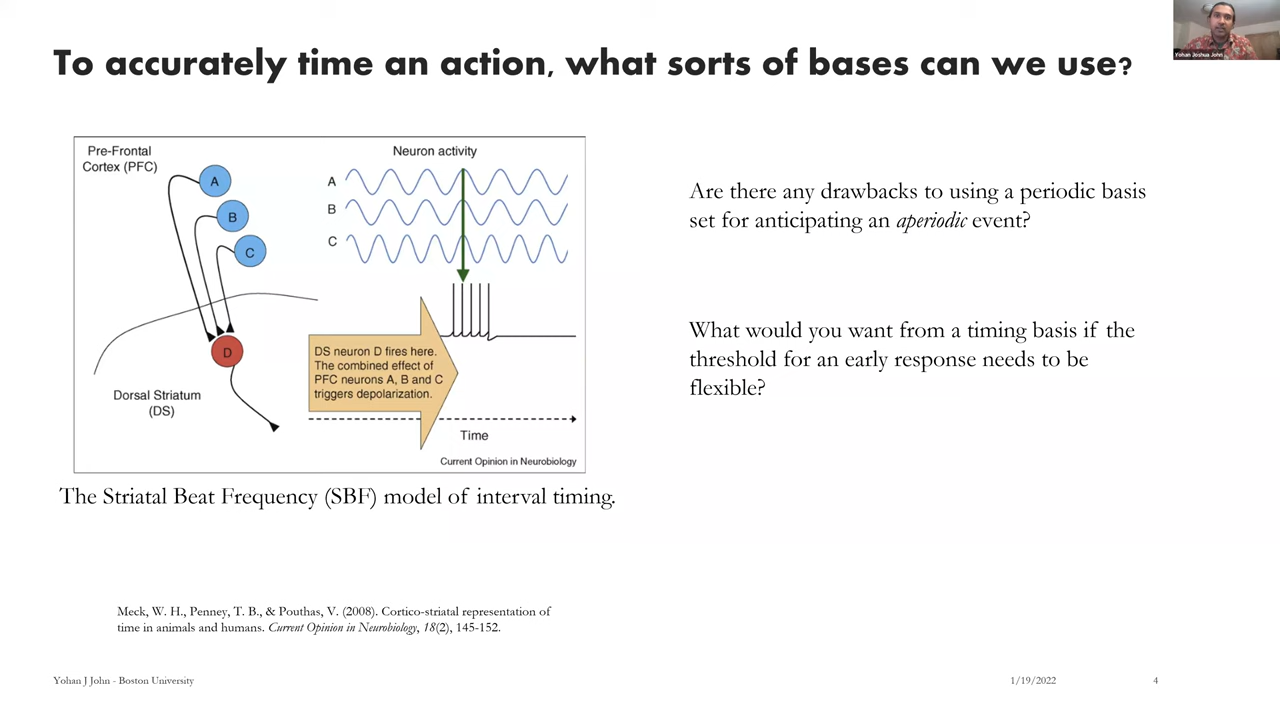 To accurately time an action, what sorts of bases can we use?
Yohan Joshua John
Pre-Frontal
Cortex (PFC)
A
B
C
D
Dorsal Striatum
(DS)
Neuron activity
A
B
C
DS neuron D fires here.
The combined effect of
PFC neurons A, B and C
triggers depolarization.
Time
Current Opinion in Neurobiology
The Striatal Beat Frequency (SBF) model of interval timing.
Are there any drawbacks to using a periodic basis
set for anticipating an aperiodic event?
What would you want from a timing basis if the
threshold for an early response needs to be
flexible?
Meck, W. H., Penney, T. B., & Pouthas, V. (2008). Cortico-striatal representation of
time in animals and humans. Current Opinion in Neurobiology, 18(2), 145-152.
Yohan J John - Boston University
1/19/2022
4